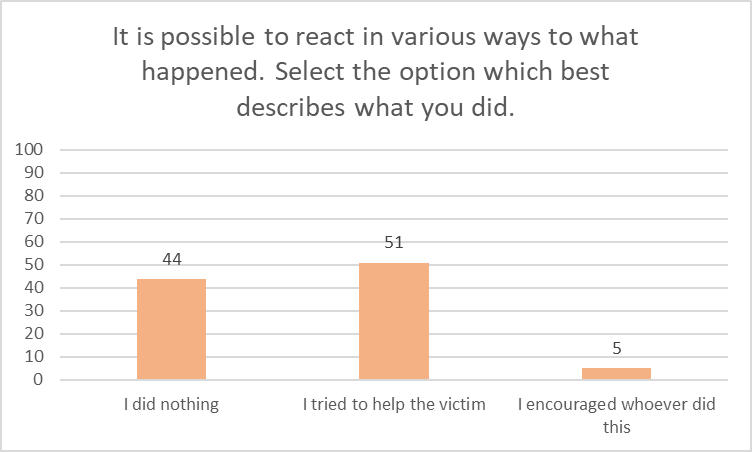 It is possible to react in various ways to what
happened. Select the option which best
describes what you did.
100
90
80
70
60
50
40
30
20
10
0
44
51
5
I did nothing
I tried to help the victim
I encouraged whoever did
this